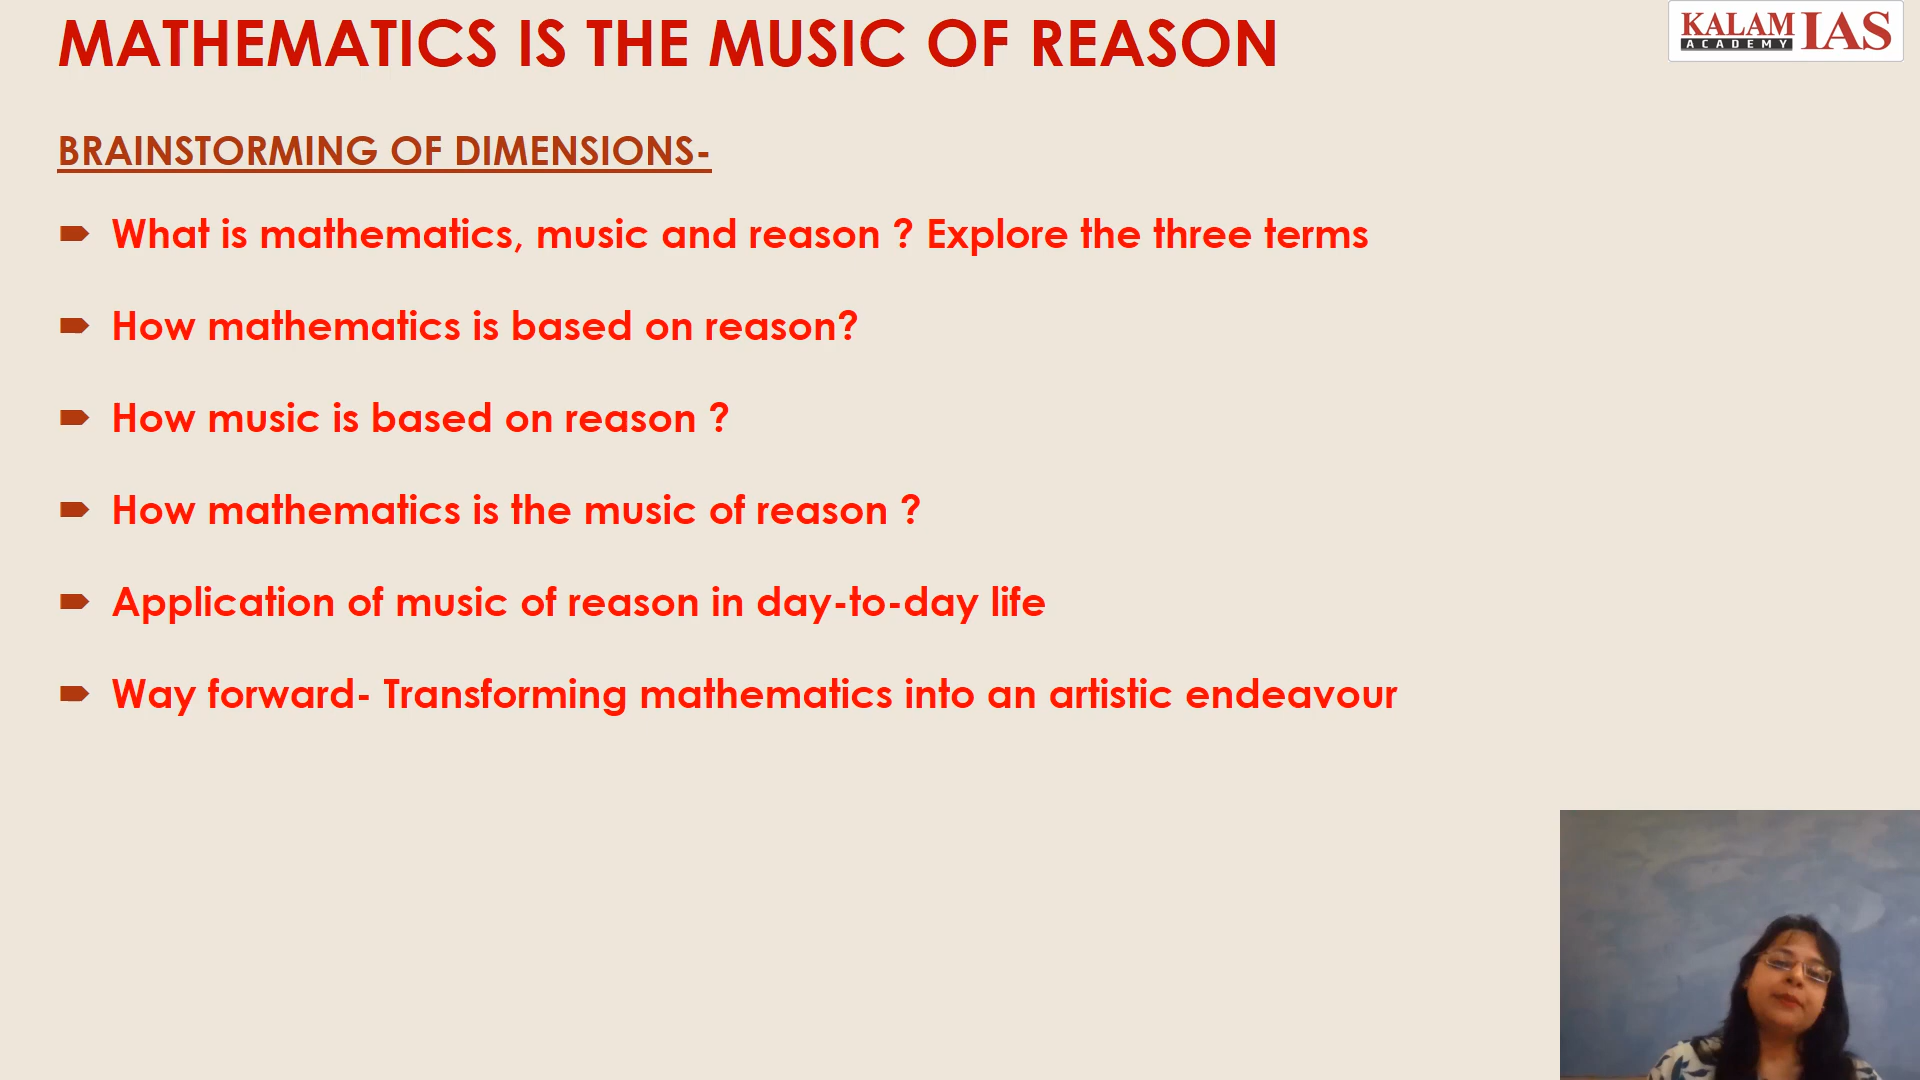 MATHEMATICS IS THE MUSIC OF REASON
KALAM
ACADEMY
IAS
BRAINSTORMING OF DIMENSIONS-
What is mathematics, music and reason ? Explore the three terms
How mathematics is based on reason?
How music is based on reason ?
How mathematics is the music of reason ?
Application of music of reason in day-to-day life
Way forward- Transforming mathematics into an artistic endeavour